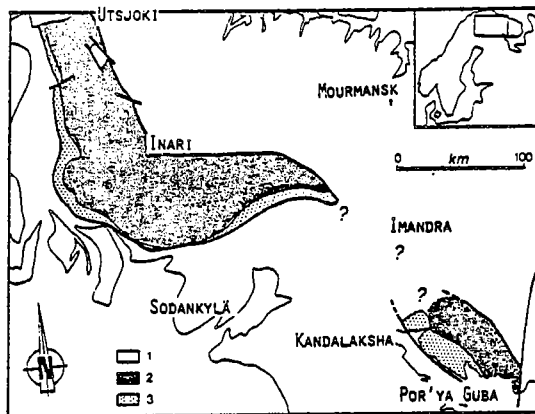 UTSJOKI
MOURMANSK
INARI
0 km 100
?
IMANDRA
?
?
SODANKYLÄ
KANDALAKSHA
POR'YA GUBA
N
1
2
3